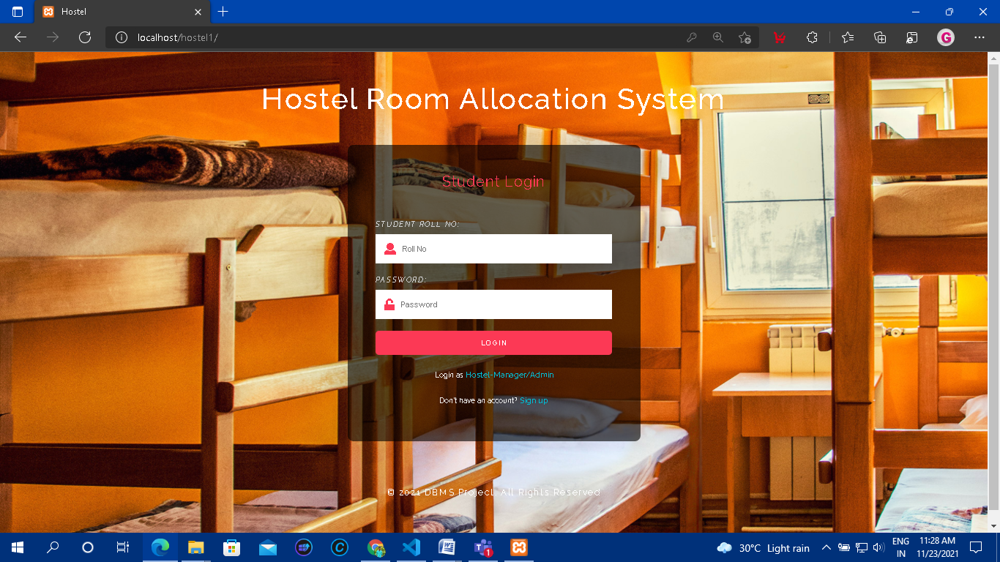 Hostel
localhost/hostel1/
G
Hostel Room Allocation System
Student Login
STUDENT ROLL NO:
Roll No
PASSWORD:
Password
LOGIN
Login as Hostel-Manager/Admin
Don't have an account? Sign up
© 2021 DBMS Project. All Rights Reserved
1
30°C Light rain
ENG
IN
11:28 AM
11/23/2021